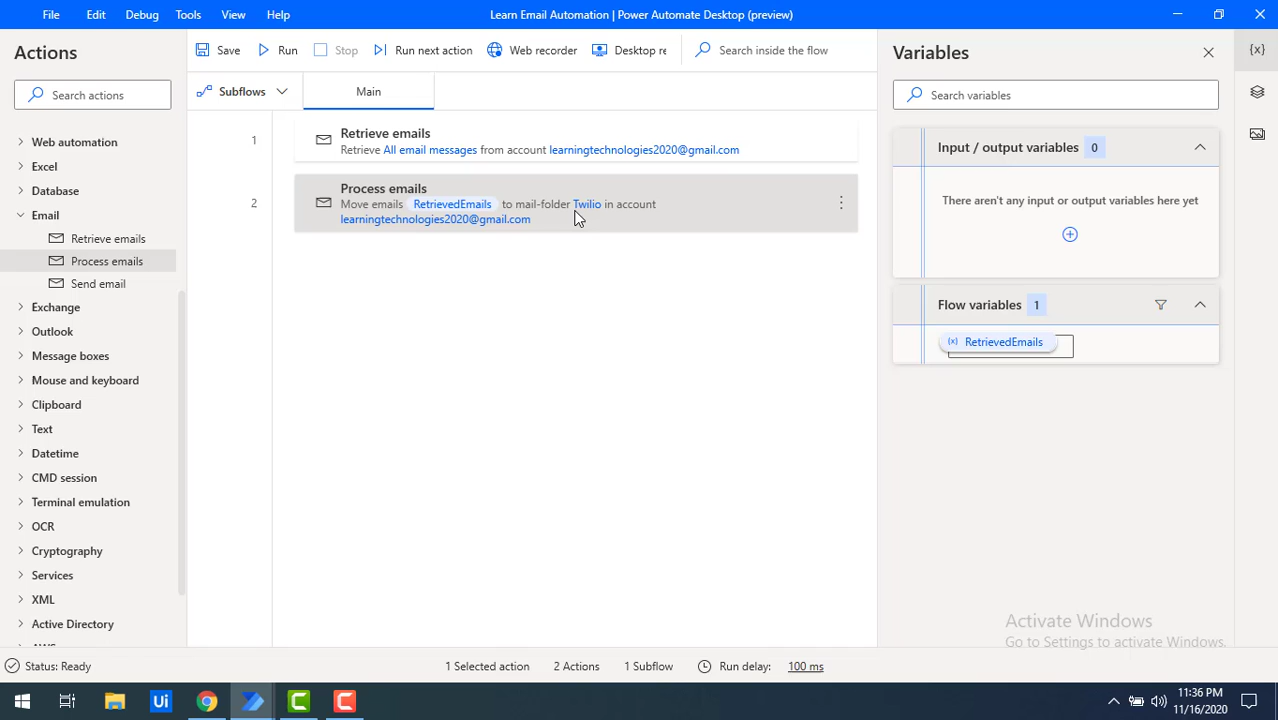 File Edit Debug Tools View Help
Learn Email Automation | Power Automate Desktop (preview)
Actions
Search actions
Web automation
Excel
Database
Email
Retrieve emails
Process emails
Send email
Exchange
Outlook
Message boxes
Mouse and keyboard
Clipboard
Text
Datetime
CMD session
Terminal emulation
OCR
Cryptography
Services
XML
Active Directory
Save Run Stop Run next action Web recorder Desktop re Search inside the flow
Subflows Main
1 Retrieve emails
Retrieve All email messages from account learningtechnologies2020@gmail.com
2 Process emails
Move emails RetrievedEmails to mail-folder Twilio in account
learningtechnologies2020@gmail.com
Variables
{x}
Search variables
Input / output variables 0
There aren't any input or output variables here yet
Flow variables 1
(x) RetrievedEmails
Activate Windows
Go to Settings to activate Windows.
Status: Ready 1 Selected action 2 Actions 1 Subflow Run delay: 100 ms
Ui C C
11:36 PM
11/16/2020